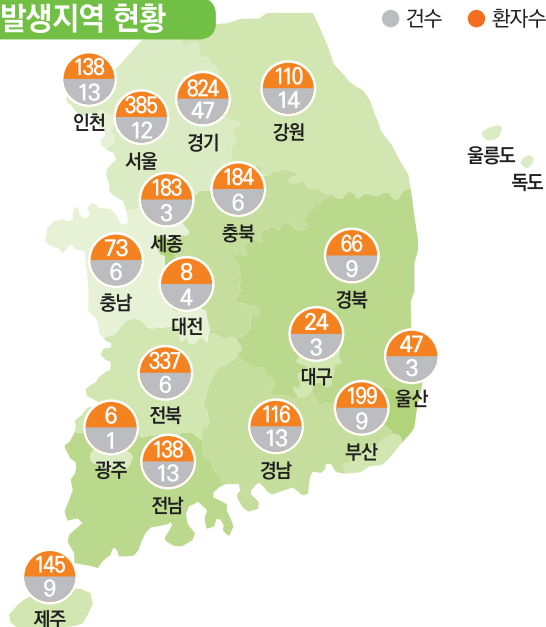 발생지역 현황
건수 환자수
138
13
인천
385
12
서울
824
47
경기
110
14
강원
울릉도
독도
183
3
세종
184
6
충북
73
6
충남
8
4
대전
66
9
경북
24
3
대구
47
3
울산
337
6
전북
199
9
부산
6
1
광주
138
13
전남
116
13
경남
145
9
제주